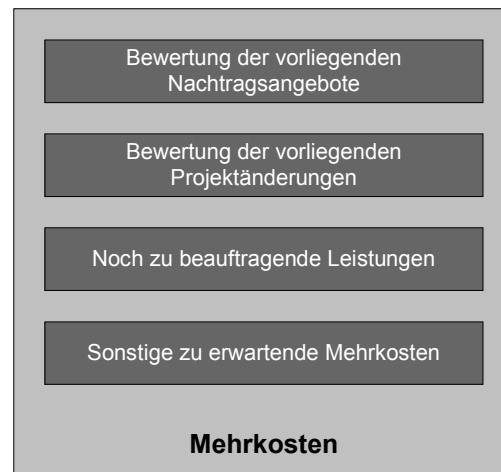 Bewertung der vorliegenden
Nachtragsangebote
Bewertung der vorliegenden
Projektänderungen
Noch zu beauftragende Leistungen
Sonstige zu erwartende Mehrkosten
Mehrkosten